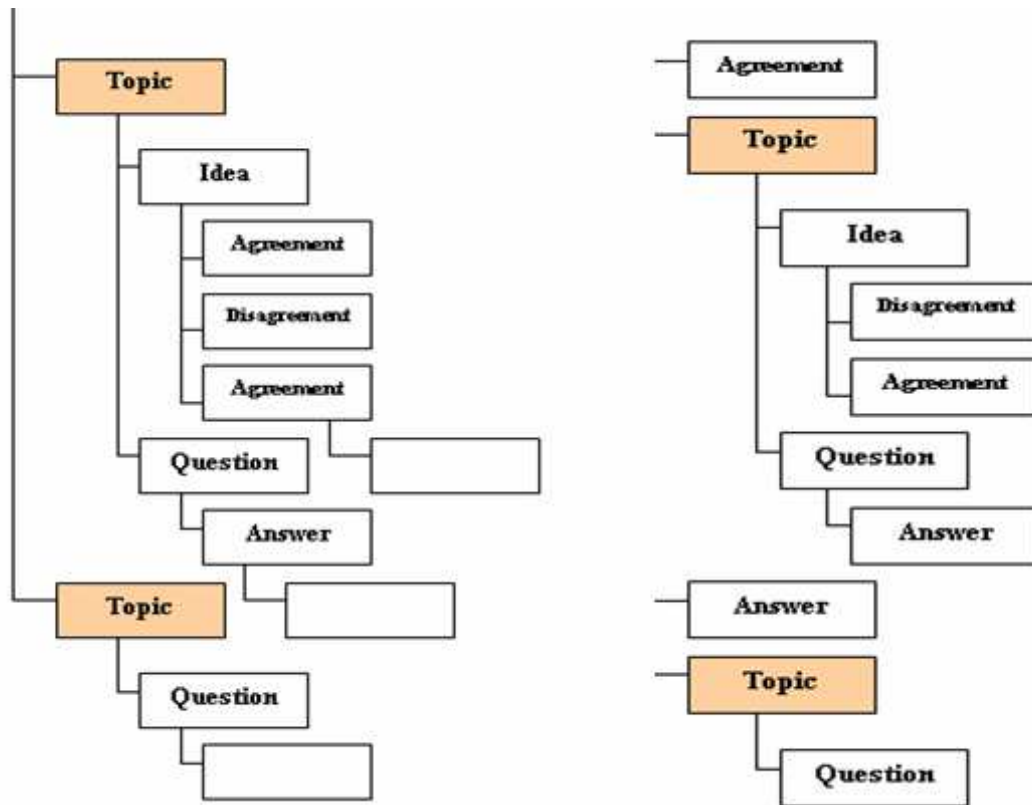 Topic
Idea
Agreement
Disagreement
Agreement
Question
Answer
Topic
Question
Agreement
Topic
Idea
Disagreement
Agreement
Question
Answer
Answer
Topic
Question